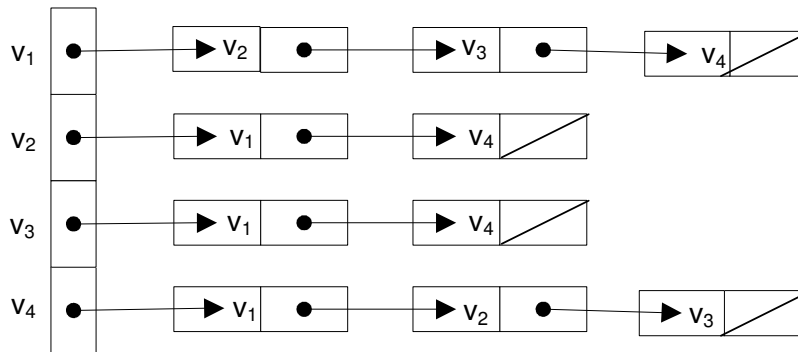 v₁ v₂ v₃ v₄
v₂ v₁ v₄
v₃ v₁ v₄
v₄ v₁ v₂ v₃